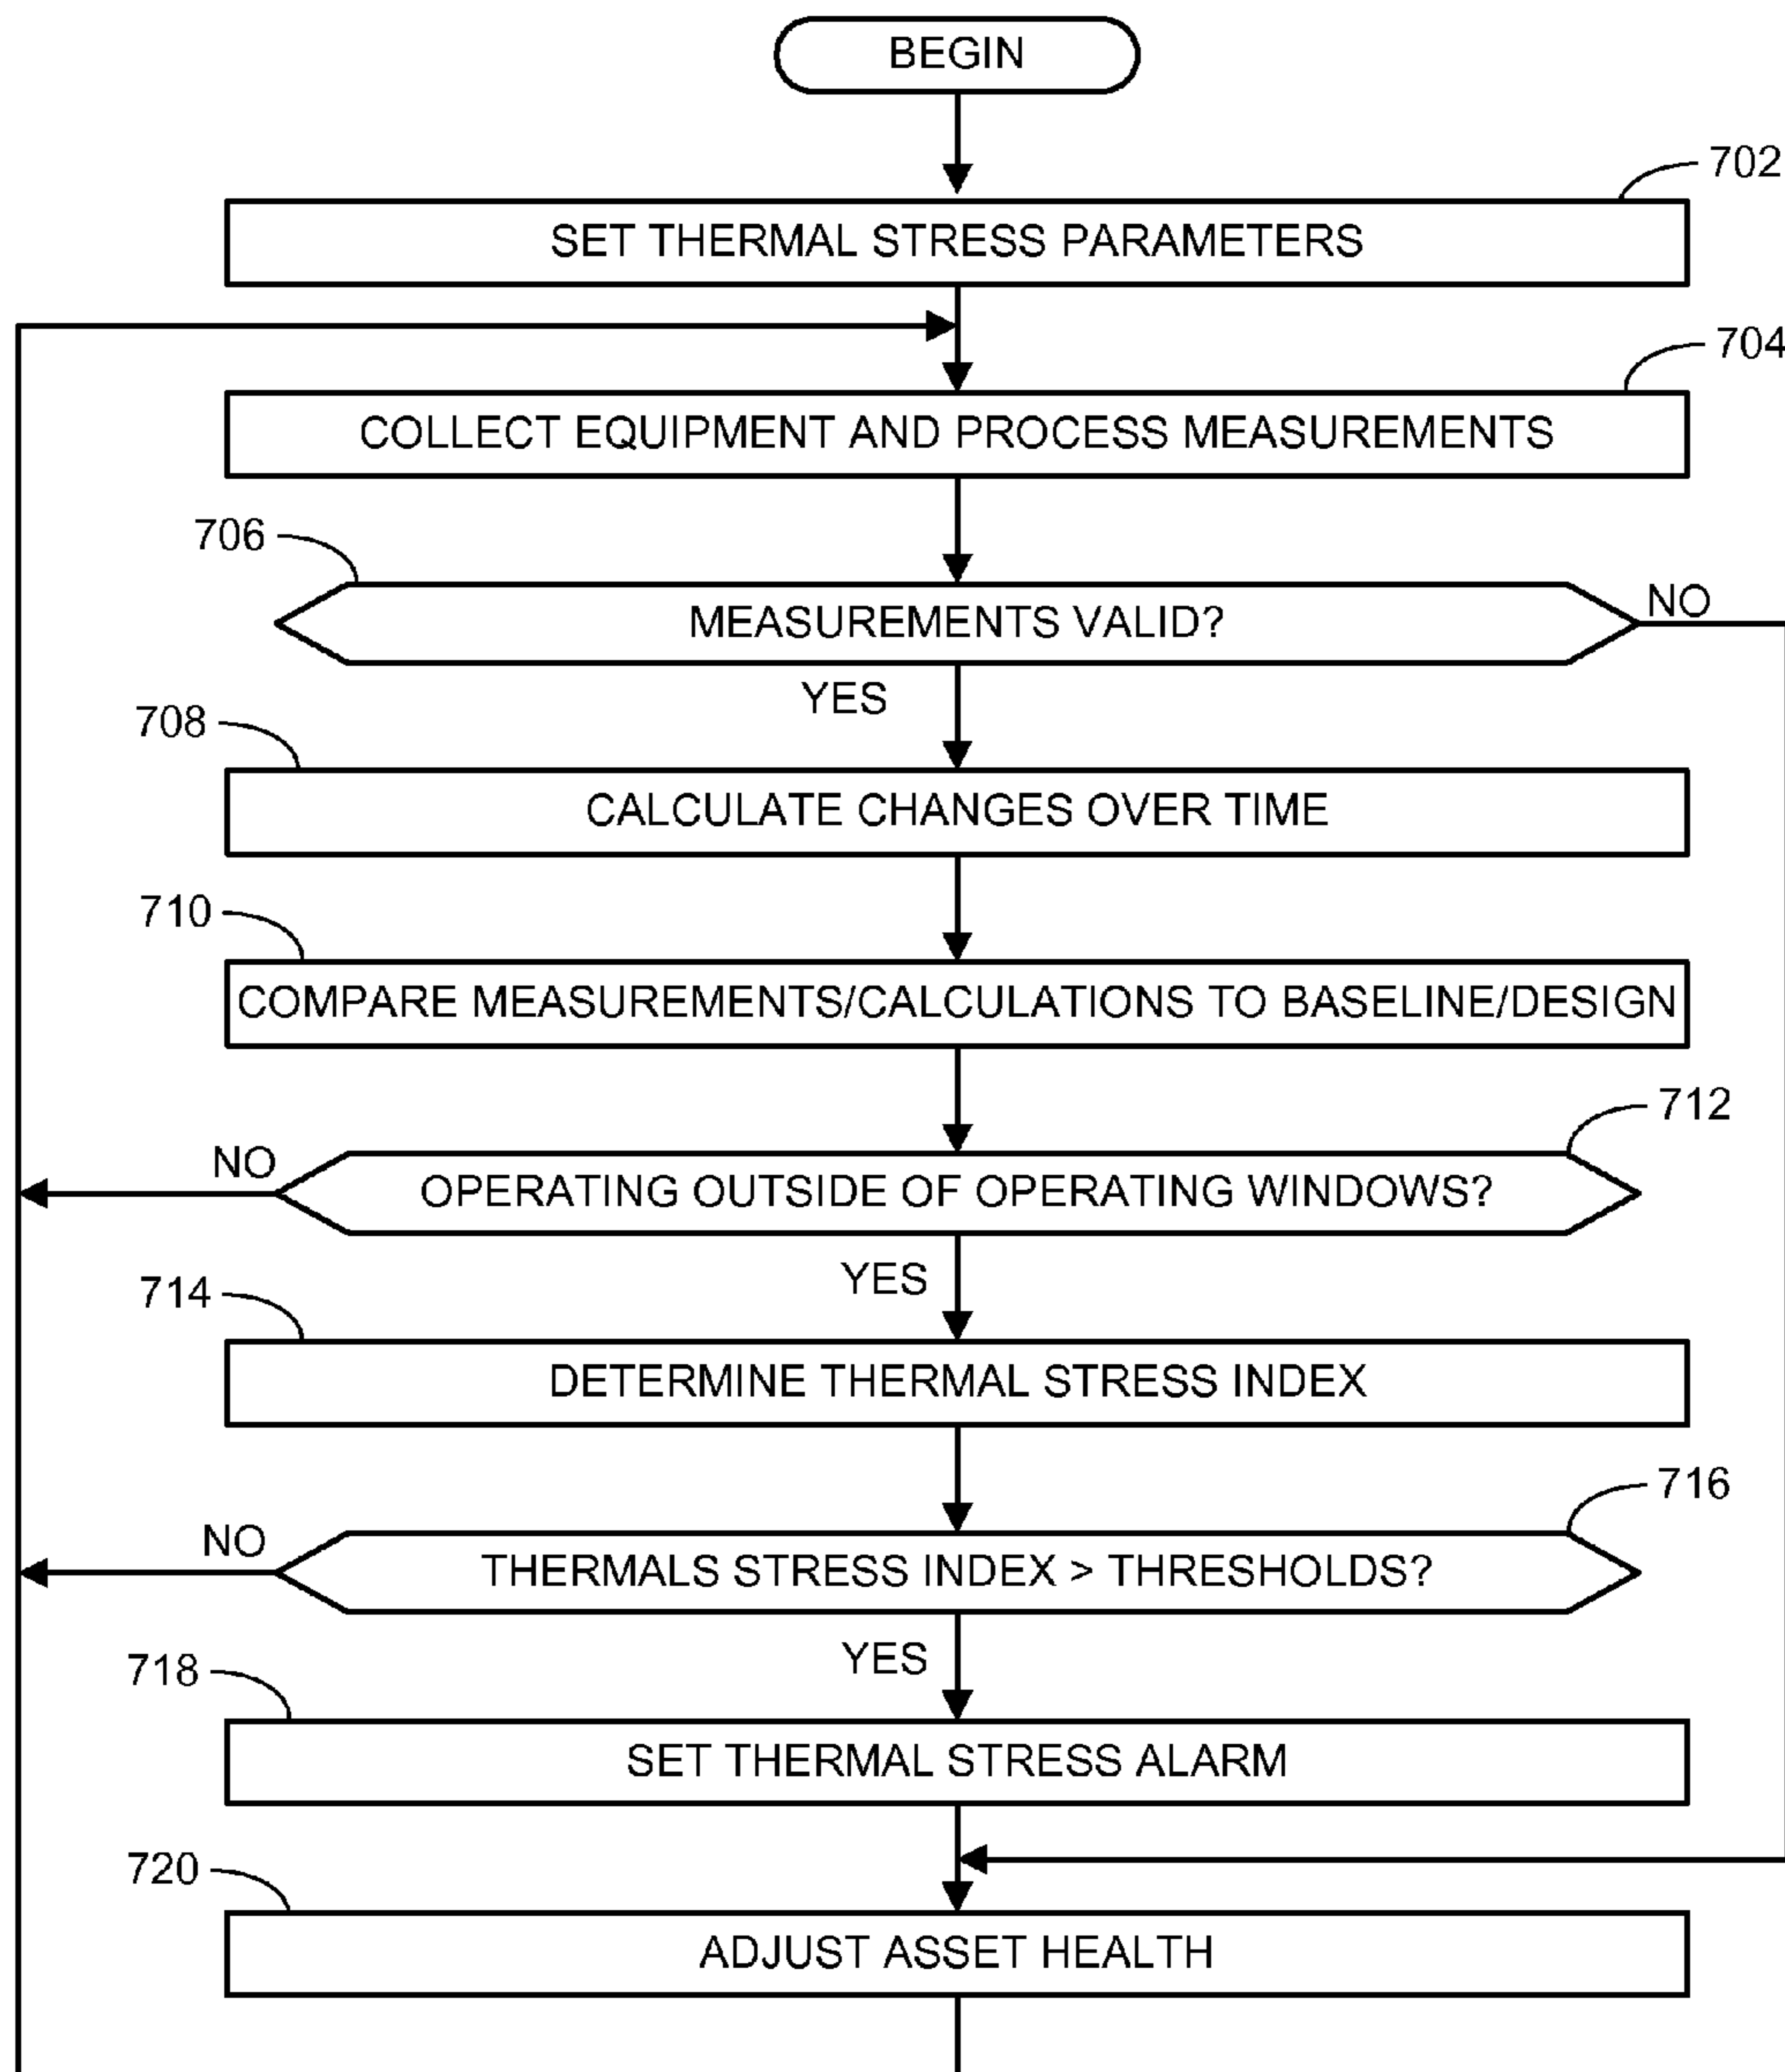 BEGIN
702
SET THERMAL STRESS PARAMETERS
704
COLLECT EQUIPMENT AND PROCESS MEASUREMENTS
706
MEASUREMENTS VALID?
NO
YES
708
CALCULATE CHANGES OVER TIME
710
COMPARE MEASUREMENTS/CALCULATIONS TO BASELINE/DESIGN
712
NO
OPERATING OUTSIDE OF OPERATING WINDOWS?
YES
714
DETERMINE THERMAL STRESS INDEX
716
NO
THERMALS STRESS INDEX > THRESHOLDS?
YES
718
SET THERMAL STRESS ALARM
720
ADJUST ASSET HEALTH